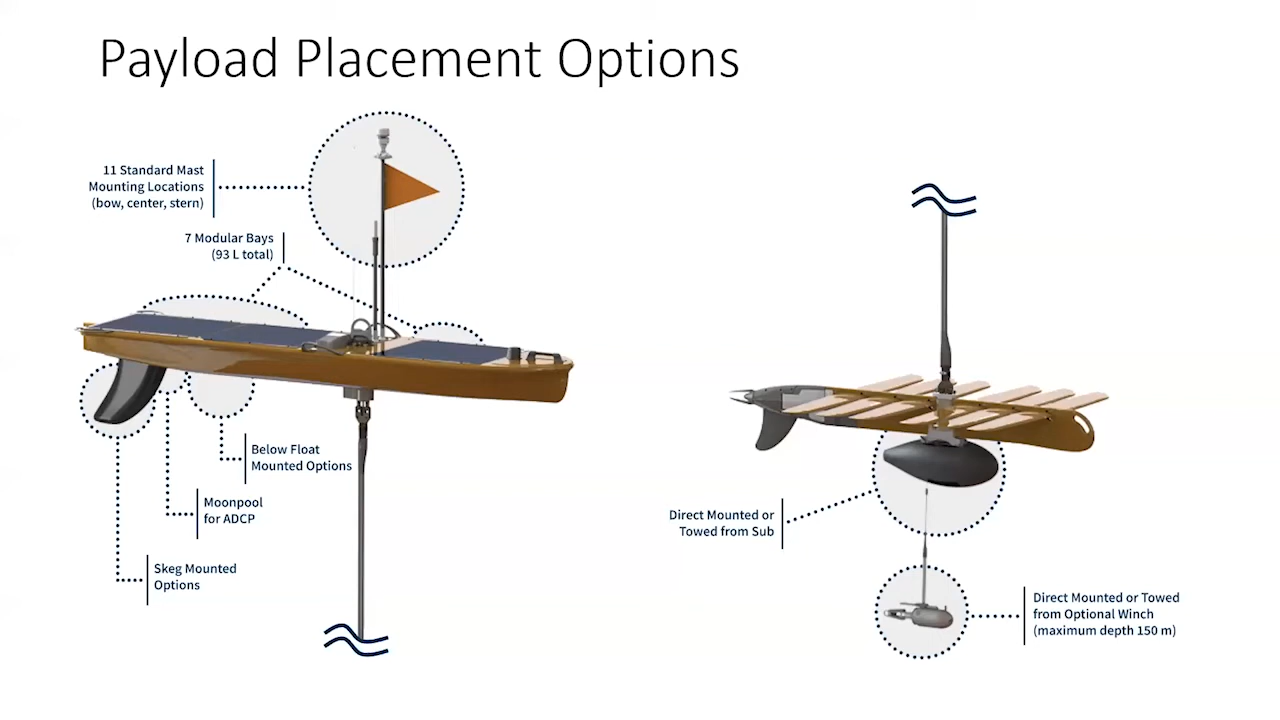 Payload Placement Options
11 Standard Mast
Mounting Locations
(bow, center, stern)
7 Modular Bays
(93 L total)
Below Float
Mounted Options
Moonpool
for ADCP
Skeg Mounted
Options
Direct Mounted or
Towed from Sub
Direct Mounted or Towed
from Optional Winch
(maximum depth 150 m)